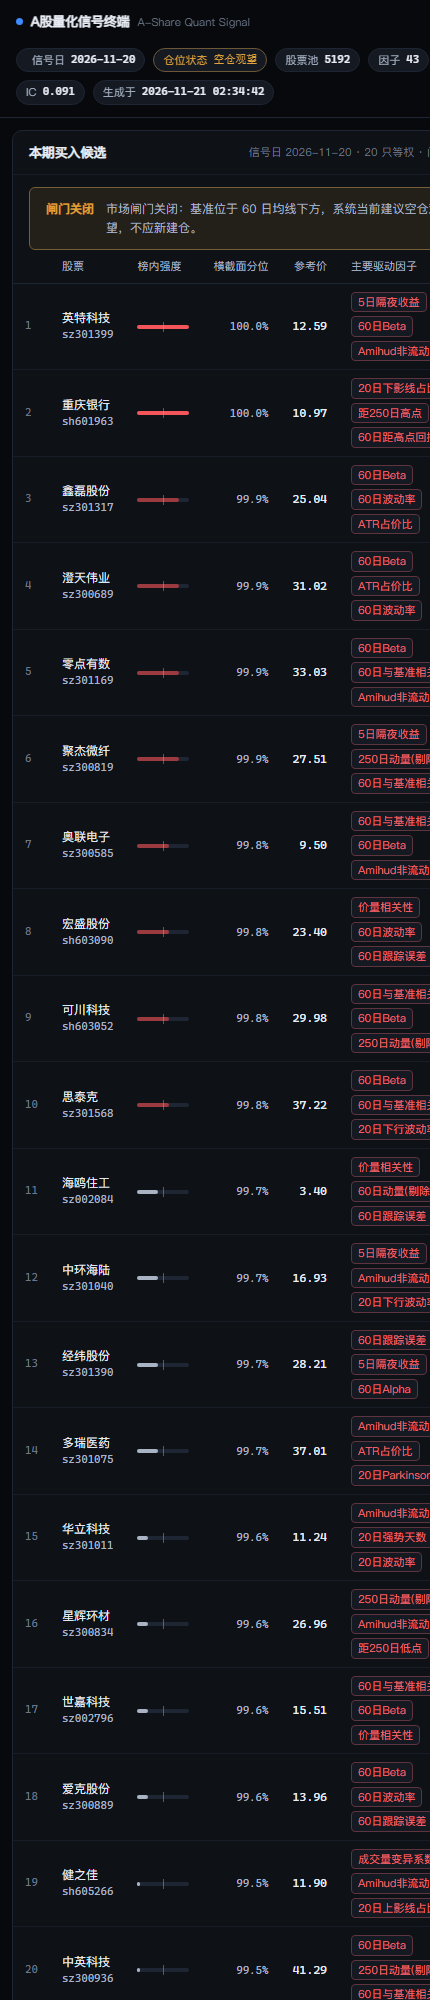 A股量化信号终端 A-Share Quant Signal
信号日 2026-11-20 仓位状态 空仓观望 股票池 5192 因子 43
IC 0.091 生成于 2026-11-21 02:34:42
本期买入候选 信号日 2026-11-20 · 20 只等权 ·
闸门关闭 市场闸门关闭：基准位于 60 日均线下方，系统当前建议空仓
望，不应新建仓。
股票 榜内强度 横截面分位 参考价 主要驱动因子
1 英特科技 sz301399 100.0% 12.59
5日隔夜收益
60日Beta
Amihud非流动
2 重庆银行 sh601963 100.0% 10.97
20日下影线占
距250日高点
60日距高点回
3 鑫磊股份 sz301317 99.9% 25.04
60日Beta
60日波动率
ATR占价比
4 澄天伟业 sz300689 99.9% 31.02
60日Beta
ATR占价比
60日波动率
5 零点有数 sz301169 99.9% 33.03
60日Beta
60日与基准相
Amihud非流动
6 聚杰微纤 sz300819 99.9% 27.51
5日隔夜收益
250日动量(剔
60日与基准相
7 奥联电子 sz300585 99.8% 9.50
60日与基准相
60日Beta
Amihud非流动
8 宏盛股份 sh603090 99.8% 23.40
价量相关性
60日波动率
60日跟踪误差
9 可川科技 sh603052 99.8% 29.98
60日与基准相
60日Beta
250日动量(剔
10 思泰克 sz301568 99.8% 37.22
60日Beta
60日与基准相
20日下行波动
11 海鸥住工 sz002084 99.7% 3.40
价量相关性
60日动量(剔除
60日跟踪误差
12 中环海陆 sz301040 99.7% 16.93
5日隔夜收益
Amihud非流动
20日下行波动
13 经纬股份 sz301390 99.7% 28.21
60日跟踪误差
5日隔夜收益
60日Alpha
14 多瑞医药 sz301075 99.7% 37.01
Amihud非流动
ATR占价比
20日Parkinson
15 华立科技 sz301011 99.6% 11.24
Amihud非流动
20日强势天数
20日波动率
16 星辉环材 sz300834 99.6% 26.96
250日动量(剔
Amihud非流动
距250日低点
17 世嘉科技 sz002796 99.6% 15.51
60日与基准相
60日Beta
价量相关性
18 爱克股份 sz300889 99.6% 13.96
60日Beta
60日波动率
60日跟踪误差
19 健之佳 sh605266 99.5% 11.90
成交量变异系
Amihud非流动
20日上影线占
20 中英科技 sz300936 99.5% 41.29
60日Beta
250日动量(剔
60日与基准相